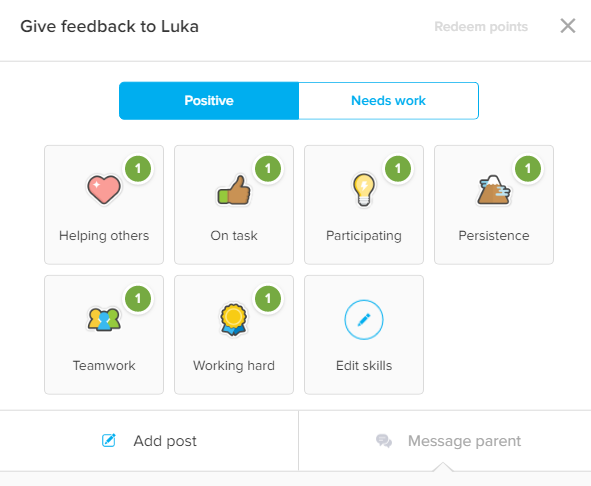 Give feedback to Luka
Redeem points
Positive
Needs work
1
1
1
1
Helping others
On task
Participating
Persistence
1
1
Teamwork
Working hard
Edit skills
Add post
Message parent